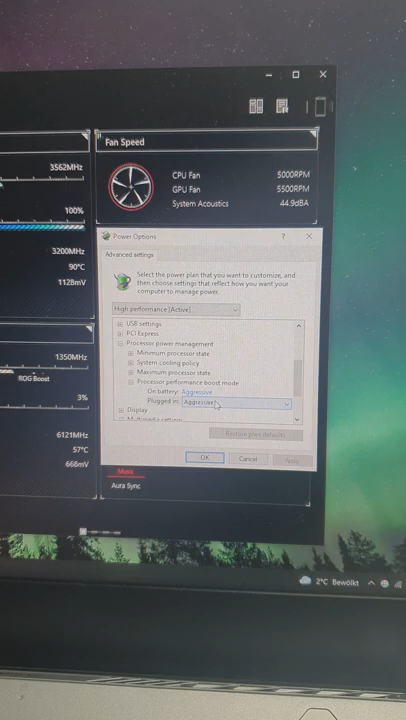 Fan Speed
3562MHz
CPU Fan 5000RPM
GPU Fan 5500RPM
100%
System Acoustics 44.9dBA
3200MHz
90°C
1128mV
Power Options
? ×
Advanced settings
Select the power plan that you want to customize, and
then choose settings that reflect how you want your
computer to manage power.
High performance [Active]
USB settings
PCI Express
Processor power management
Minimum processor state
System cooling policy
Maximum processor state
Processor performance boost mode
On battery: Aggressive
Plugged in: Aggressive
Display
1350MHz
ROG Boost
3%
6121MHz
57°C
668mV
Restore plan defaults
OK Cancel Apply
Music
Aura Sync
2°C Bewölkt